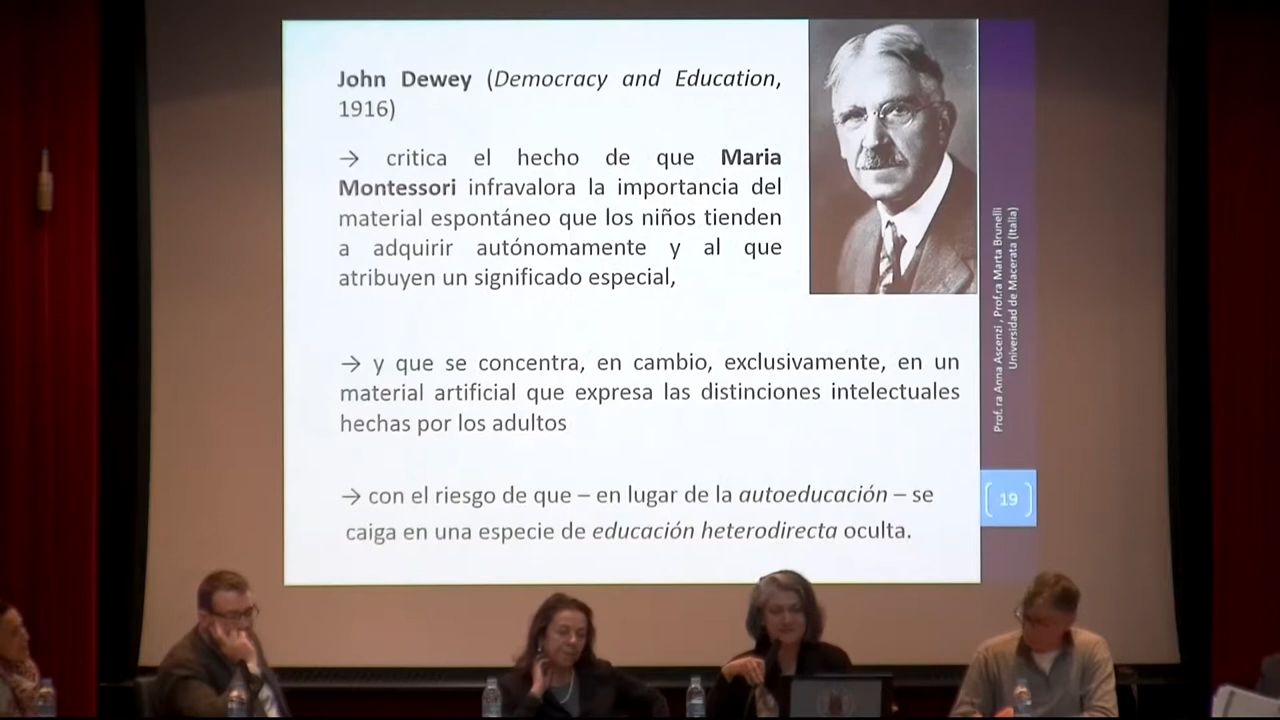 John Dewey (Democracy and Education,
1916)
→ critica el hecho de que Maria
Montessori infravalora la importancia del
material espontáneo que los niños tienden
a adquirir autónomamente y al que
atribuyen un significado especial,
→ y que se concentra, en cambio, exclusivamente, en un
material artificial que expresa las distinciones intelectuales
hechas por los adultos
→ con el riesgo de que – en lugar de la autoeducación – se
caiga en una especie de educación heterodirecta oculta.
Prof. ra Anna Ascenzi , Prof.ra Marta Brunelli
Universidad de Macerata (Italia)
19